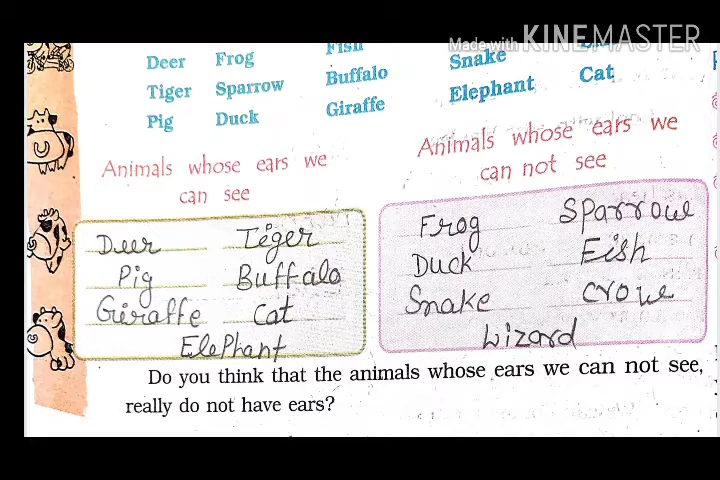 Made with KINEMASTER
Deer Frog Fish Snake
Tiger Sparrow Buffalo Elephant Cat
Pig Duck Giraffe
Animals whose ears we can see
Animals whose ears we can not see
Deer Tiger
Pig Buffalo
Giraffe Cat
Elephant
Frog Sparrow
Duck Fish
Snake Crow
Lizard
Do you think that the animals whose ears we can not see,
really do not have ears?